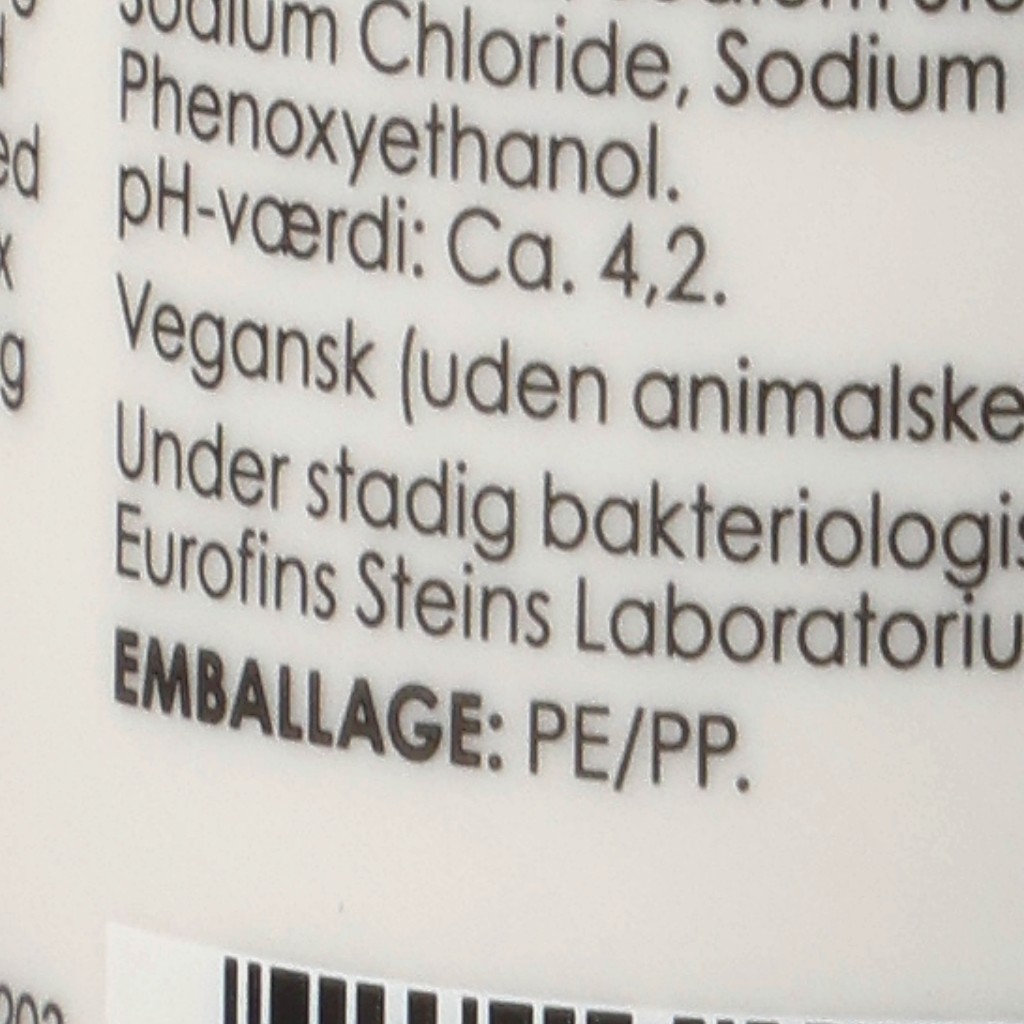 Sodium Chloride, Sodium
Phenoxyethanol.
pH-værdi: Ca. 4,2.
Vegansk (uden animalske
Under stadig bakteriologis
Eurofins Steins Laboratoriu
EMBALLAGE: PE/PP.
ed
x
g